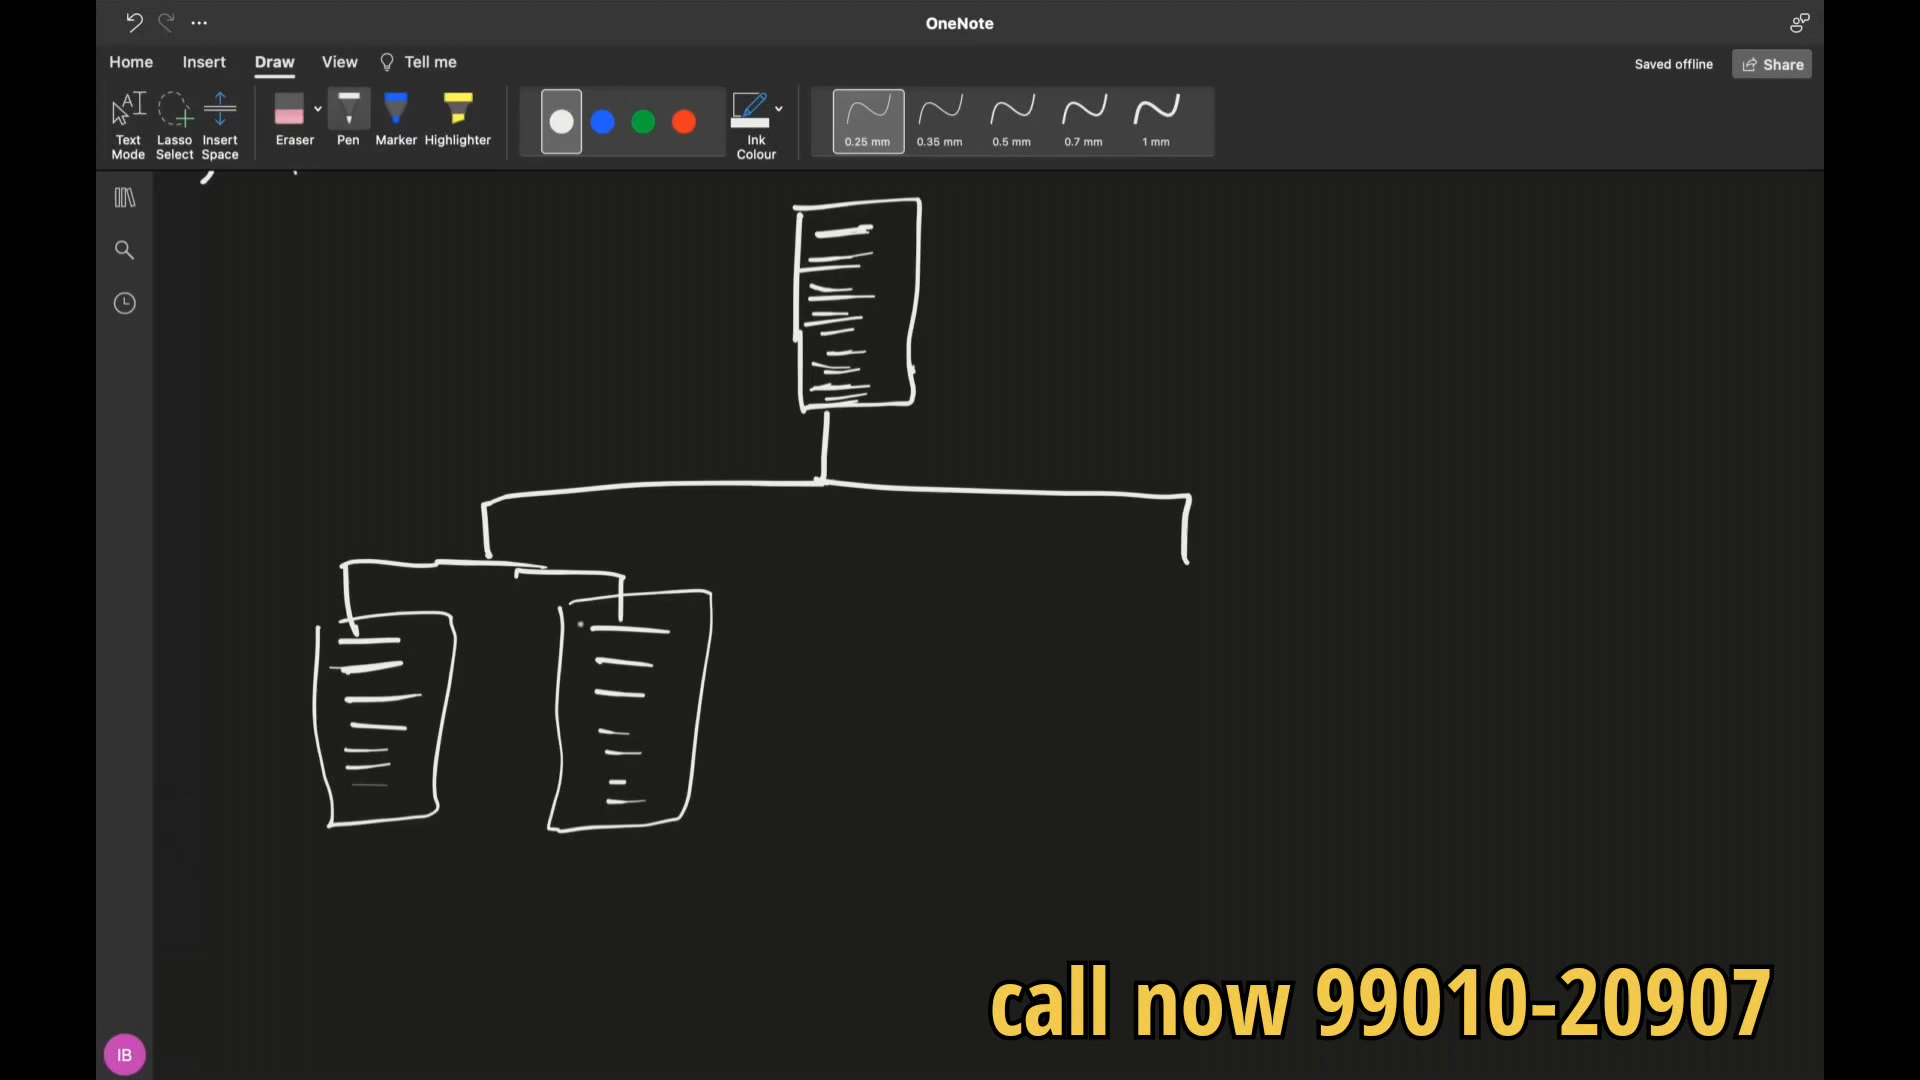 OneNote
Home Insert Draw View Tell me
Saved offline
Share
Text Mode
Lasso Select
Insert Space
Eraser
Pen
Marker
Highlighter
Ink Colour
0.25 mm
0.35 mm
0.5 mm
0.7 mm
1 mm
IB
call now 99010-20907